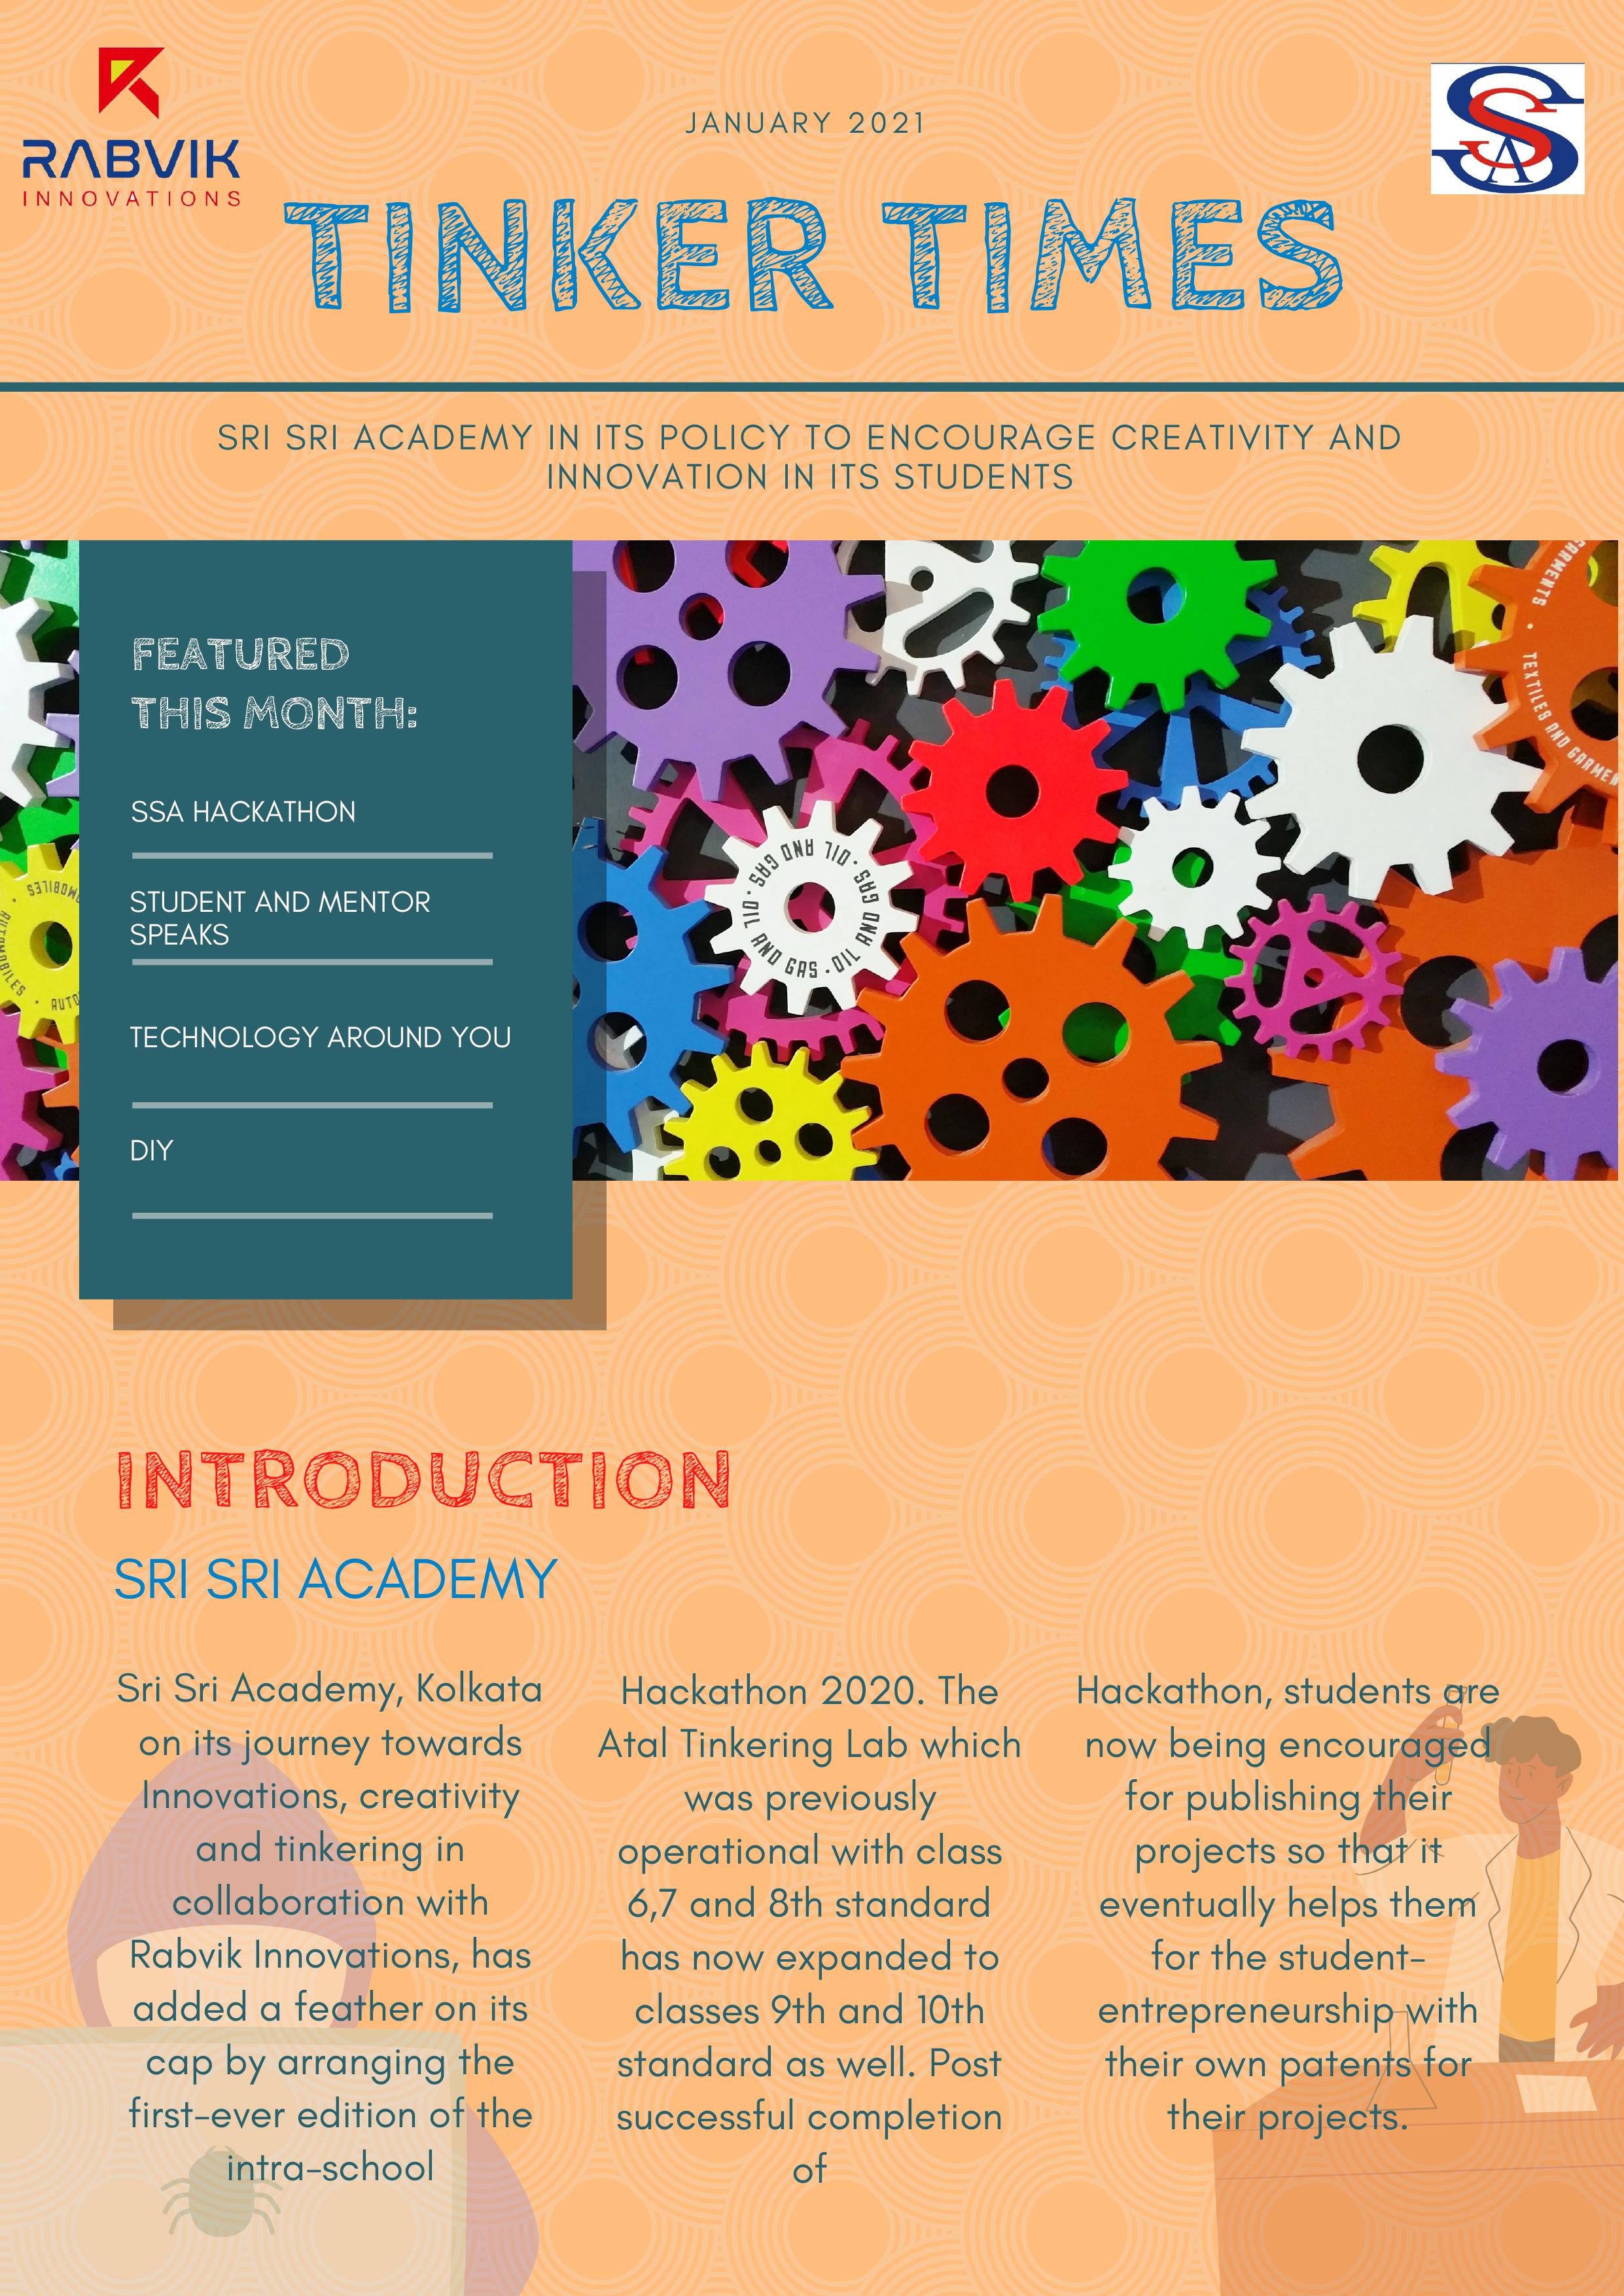 RABVIK
INNOVATIONS
JANUARY 2021
SSA
TINKER TIMES
SRI SRI ACADEMY IN ITS POLICY TO ENCOURAGE CREATIVITY AND
INNOVATION IN ITS STUDENTS
FEATURED
THIS MONTH:
SSA HACKATHON
STUDENT AND MENTOR
SPEAKS
TECHNOLOGY AROUND YOU
DIY
OIL AND GAS · OIL AND GAS · OIL AND GAS ·
GARMENTS · TEXTILES AND GARMEN
AUTOMOBILES
INTRODUCTION
SRI SRI ACADEMY
Sri Sri Academy, Kolkata
on its journey towards
Innovations, creativity
and tinkering in
collaboration with
Rabvik Innovations, has
added a feather on its
cap by arranging the
first-ever edition of the
intra-school
Hackathon 2020. The
Atal Tinkering Lab which
was previously
operational with class
6,7 and 8th standard
has now expanded to
classes 9th and 10th
standard as well. Post
successful completion
of
Hackathon, students are
now being encouraged
for publishing their
projects so that it
eventually helps them
for the student-
entrepreneurship with
their own patents for
their projects.